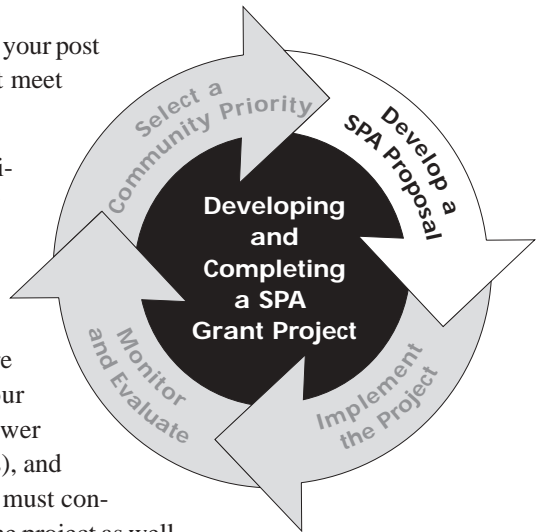 your post
t meet
i-
re
ur
wer
), and
must con-
e project as well
Select a
Community Priority
Develop a
SPA Proposal
Implement
the Project
Monitor
and Evaluate
Developing
and
Completing
a SPA
Grant Project